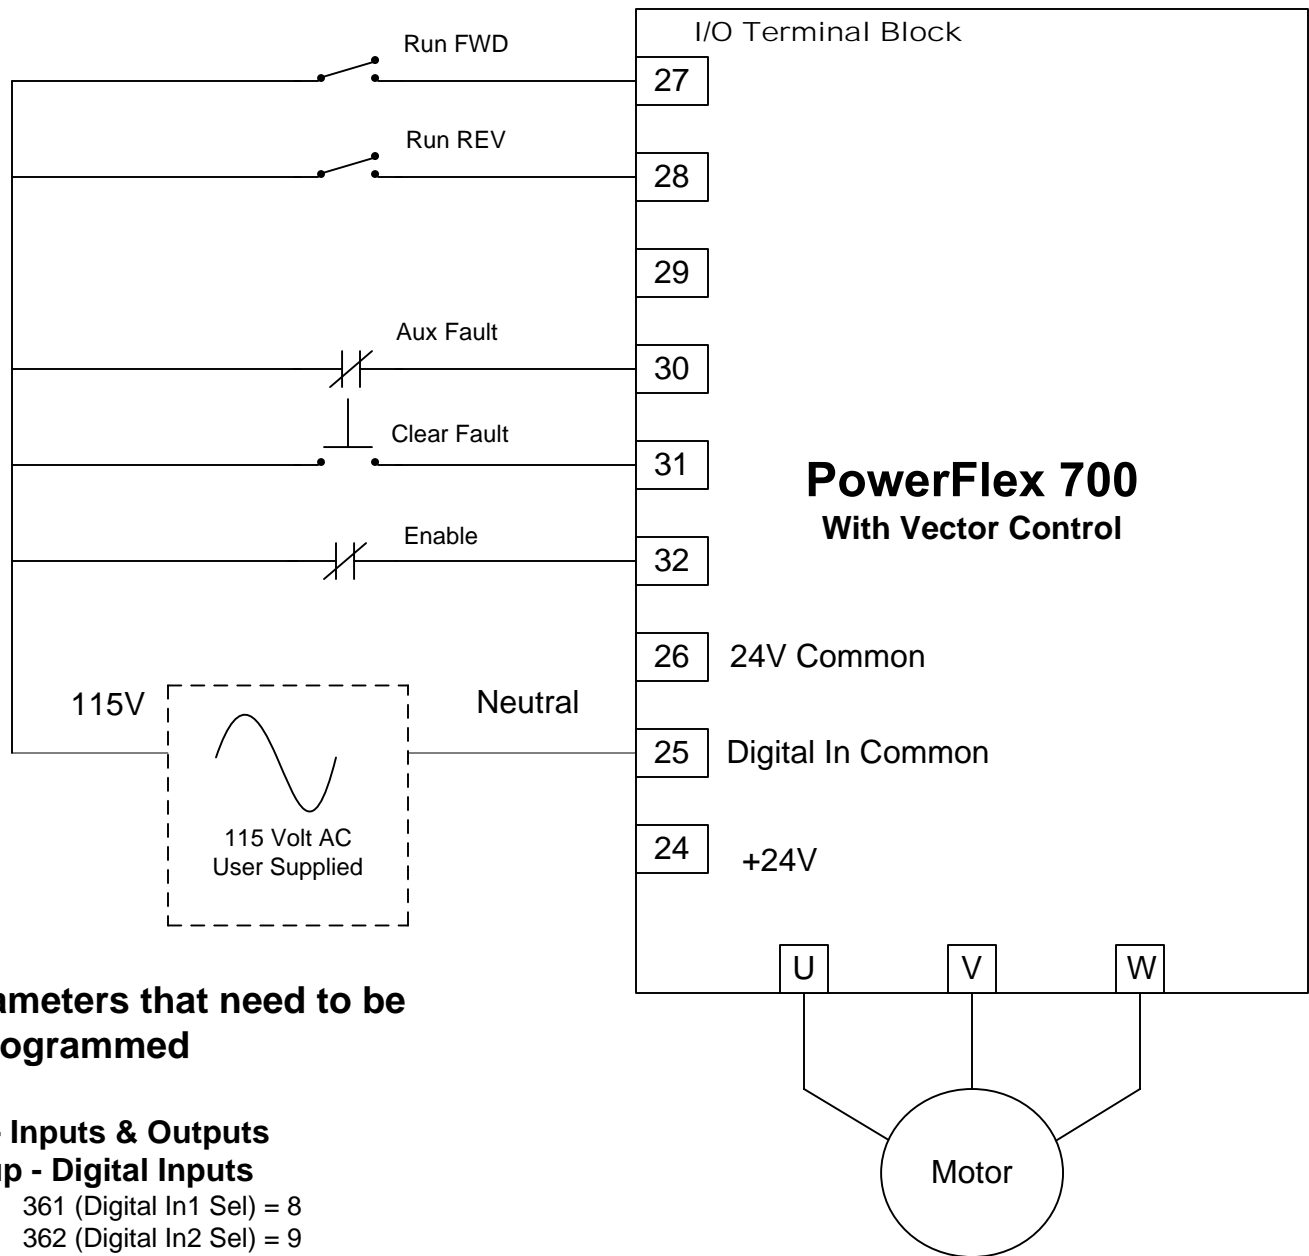 I/O Terminal Block
Run FWD
27
Run REV
28
29
Aux Fault
30
Clear Fault
31
PowerFlex 700
With Vector Control
Enable
32
26 24V Common
115V
Neutral
25 Digital In Common
115 Volt AC
User Supplied
24 +24V
U V W
ameters that need to be
ogrammed
- Inputs & Outputs
up - Digital Inputs
361 (Digital In1 Sel) = 8
362 (Digital In2 Sel) = 9
Motor